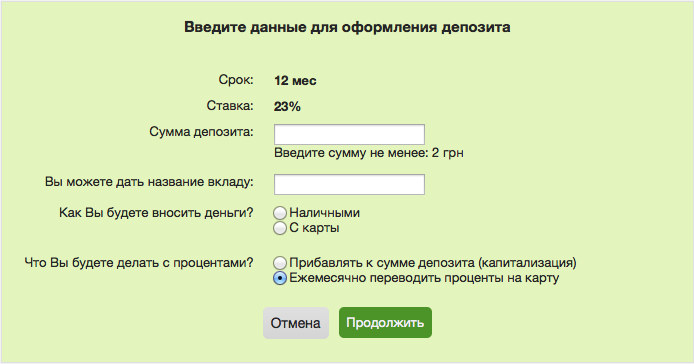 Введите данные для оформления депозита
Срок: 12 мес
Ставка: 23%
Сумма депозита:
Введите сумму не менее: 2 грн
Вы можете дать название вкладу:
Как Вы будете вносить деньги? Наличными
С карты
Что Вы будете делать с процентами? Прибавлять к сумме депозита (капитализация)
Ежемесячно переводить проценты на карту
Отмена Продолжить